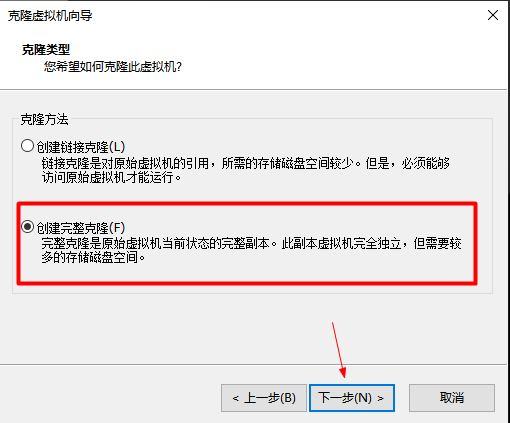 克隆虚拟机向导
克隆类型
您希望如何克隆此虚拟机?
克隆方法
创建链接克隆(L)
链接克隆是对原始虚拟机的引用，所需的存储磁盘空间较少。但是，必须能够
访问原始虚拟机才能运行。
创建完整克隆(F)
完整克隆是原始虚拟机当前状态的完整副本。此副本虚拟机完全独立，但需要较
多的存储磁盘空间。
< 上一步(B) 下一步(N) > 取消